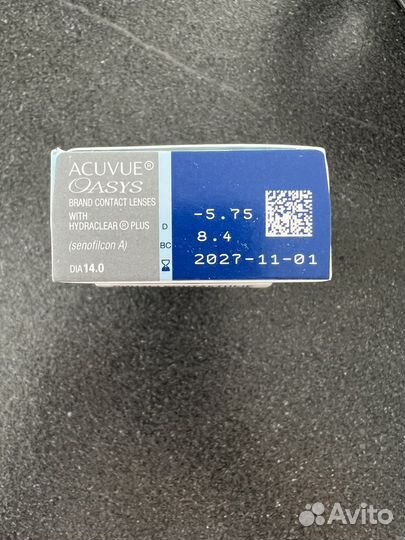 ACUVUE®
OASYS
BRAND CONTACT LENSES
WITH
HYDRACLEAR® PLUS
(senofilcon A)
DIA 14.0
D -5.75
BC 8.4
2027-11-01
Avito